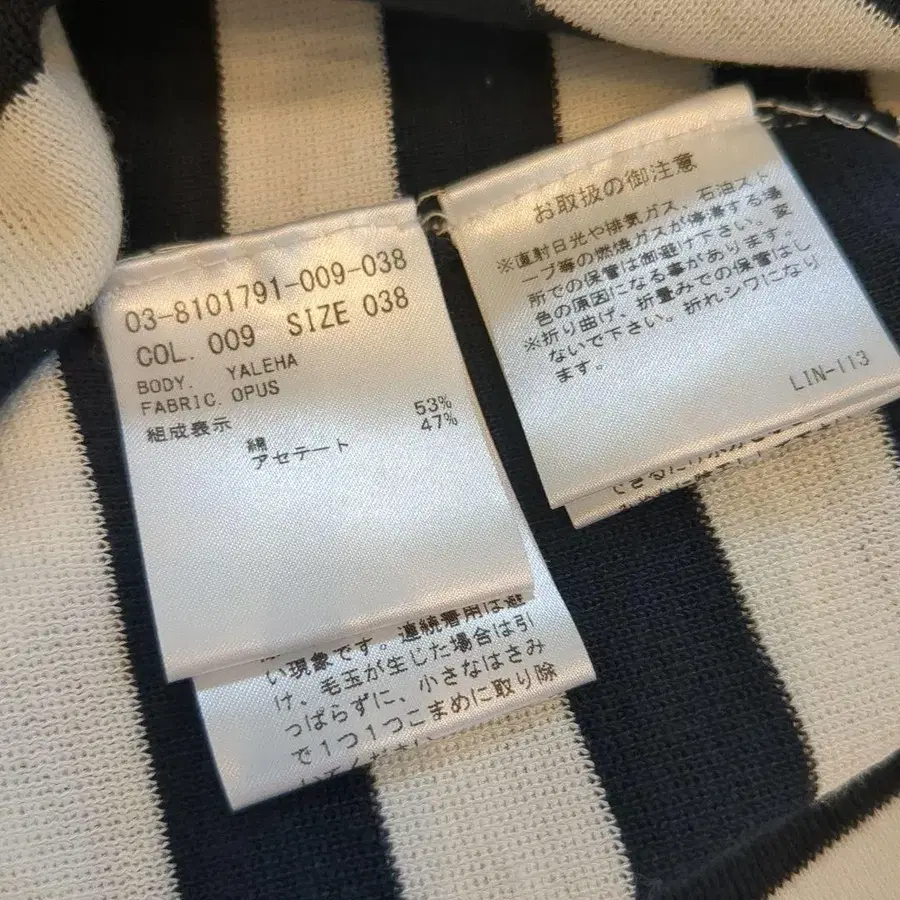 03-8101791-009-038
COL. 009 SIZE 038
BODY. YALEHA
FABRIC. OPUS
組成表示
綿 53%
アセテート 47%
い現象です。連続着用は避
け、毛玉が生じた場合は引
っぱらずに、小さなはさみ
で1つ1つこまめに取り除
お取扱の御注意
※直射日光や排気ガス、石油スト
ーブ等の燃焼ガスが停滞する場
所での保管は御避け下さい。変
色の原因になる事があります。
※折り曲げ、折畳みでの保管はし
ないで下さい。折れシワになり
ます。
LIN-113